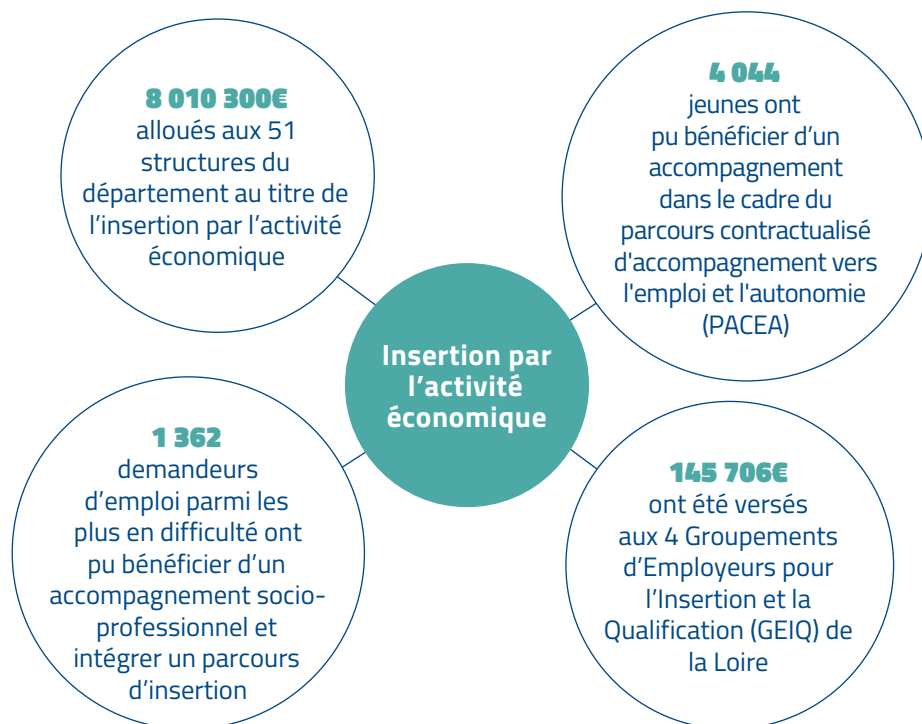 8 010 300€
alloués aux 51
structures du
département au titre de
l’insertion par l’activité
économique
4 044
jeunes ont
pu bénéficier d’un
accompagnement
dans le cadre du
parcours contractualisé
d'accompagnement vers
l'emploi et l'autonomie
(PACEA)
Insertion par
l’activité
économique
1 362
demandeurs
d’emploi parmi les
plus en difficulté ont
pu bénéficier d’un
accompagnement socio-
professionnel et
intégrer un parcours
d’insertion
145 706€
ont été versés
aux 4 Groupements
d’Employeurs pour
l’Insertion et la
Qualification (GEIQ) de
la Loire